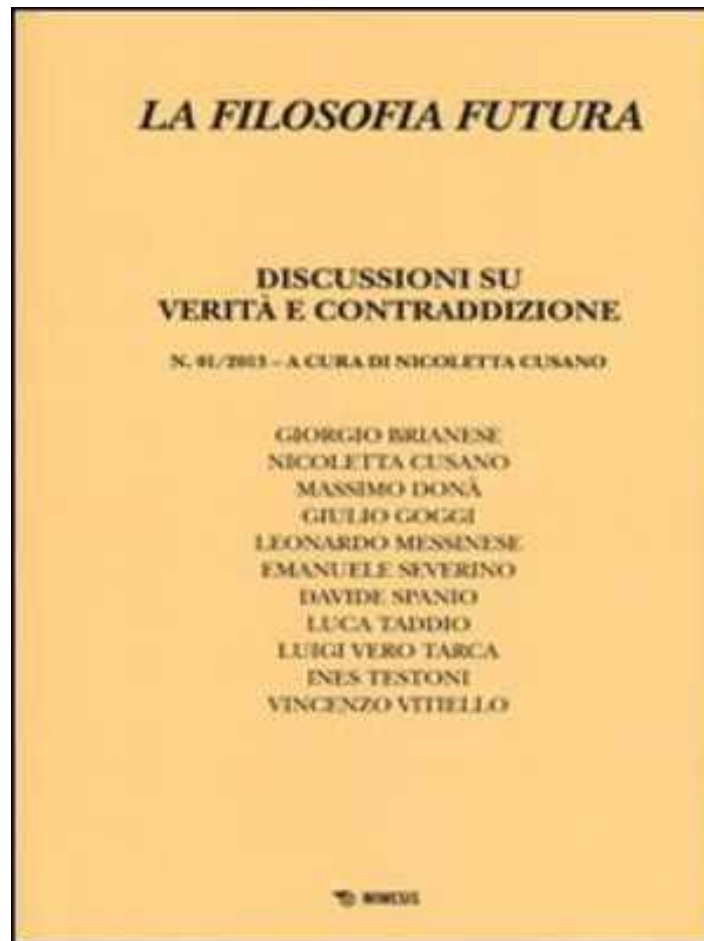 LA FILOSOFIA FUTURA
DISCUSSIONI SU
VERITÀ E CONTRADDIZIONE
N. 01/2013 – A CURA DI NICOLETTA CUSANO
GIORGIO BRIANESE
NICOLETTA CUSANO
MASSIMO DONÀ
GIULIO GOGGI
LEONARDO MESSINESE
EMANUELE SEVERINO
DAVIDE SPANIO
LUCA TADDIO
LUIGI VERO TARCA
INES TESTONI
VINCENZO VITIELLO
MIMESIS